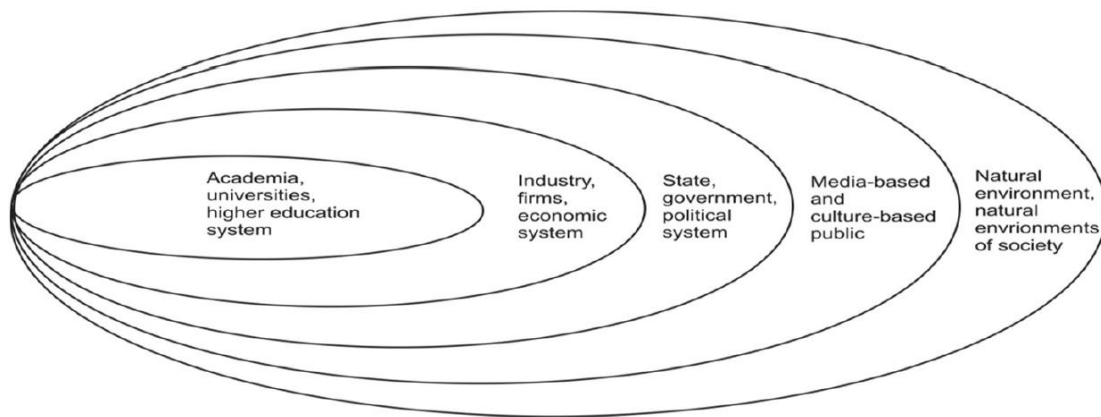 Academia,
universities,
higher education
system
Industry,
firms,
economic
system
State,
government,
political
system
Media-based
and
culture-based
public
Natural
environment,
natural
envrionments
of society